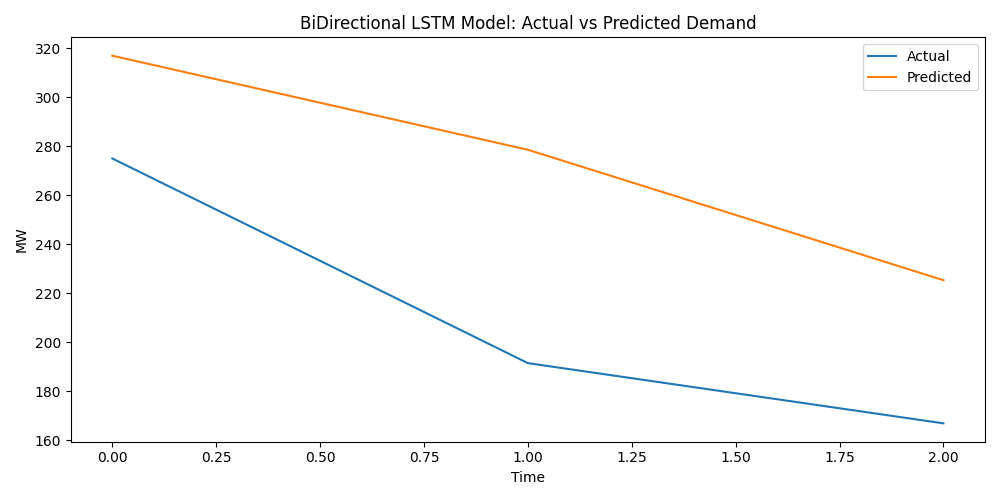 BiDirectional LSTM Model: Actual vs Predicted Demand
Actual
Predicted
320
300
280
260
240
220
200
180
160
MW
0.00 0.25 0.50 0.75 1.00 1.25 1.50 1.75 2.00
Time